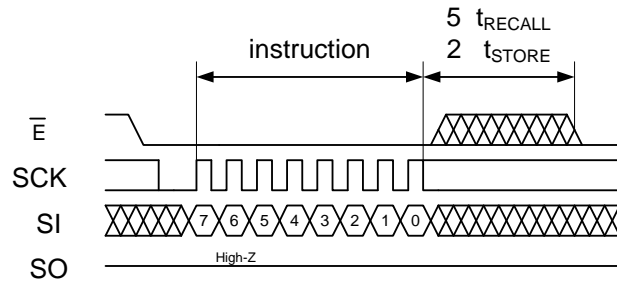 5 tRECALL
instruction 2 tSTORE
E
SCK
SI 7 6 5 4 3 2 1 0
High-Z
SO